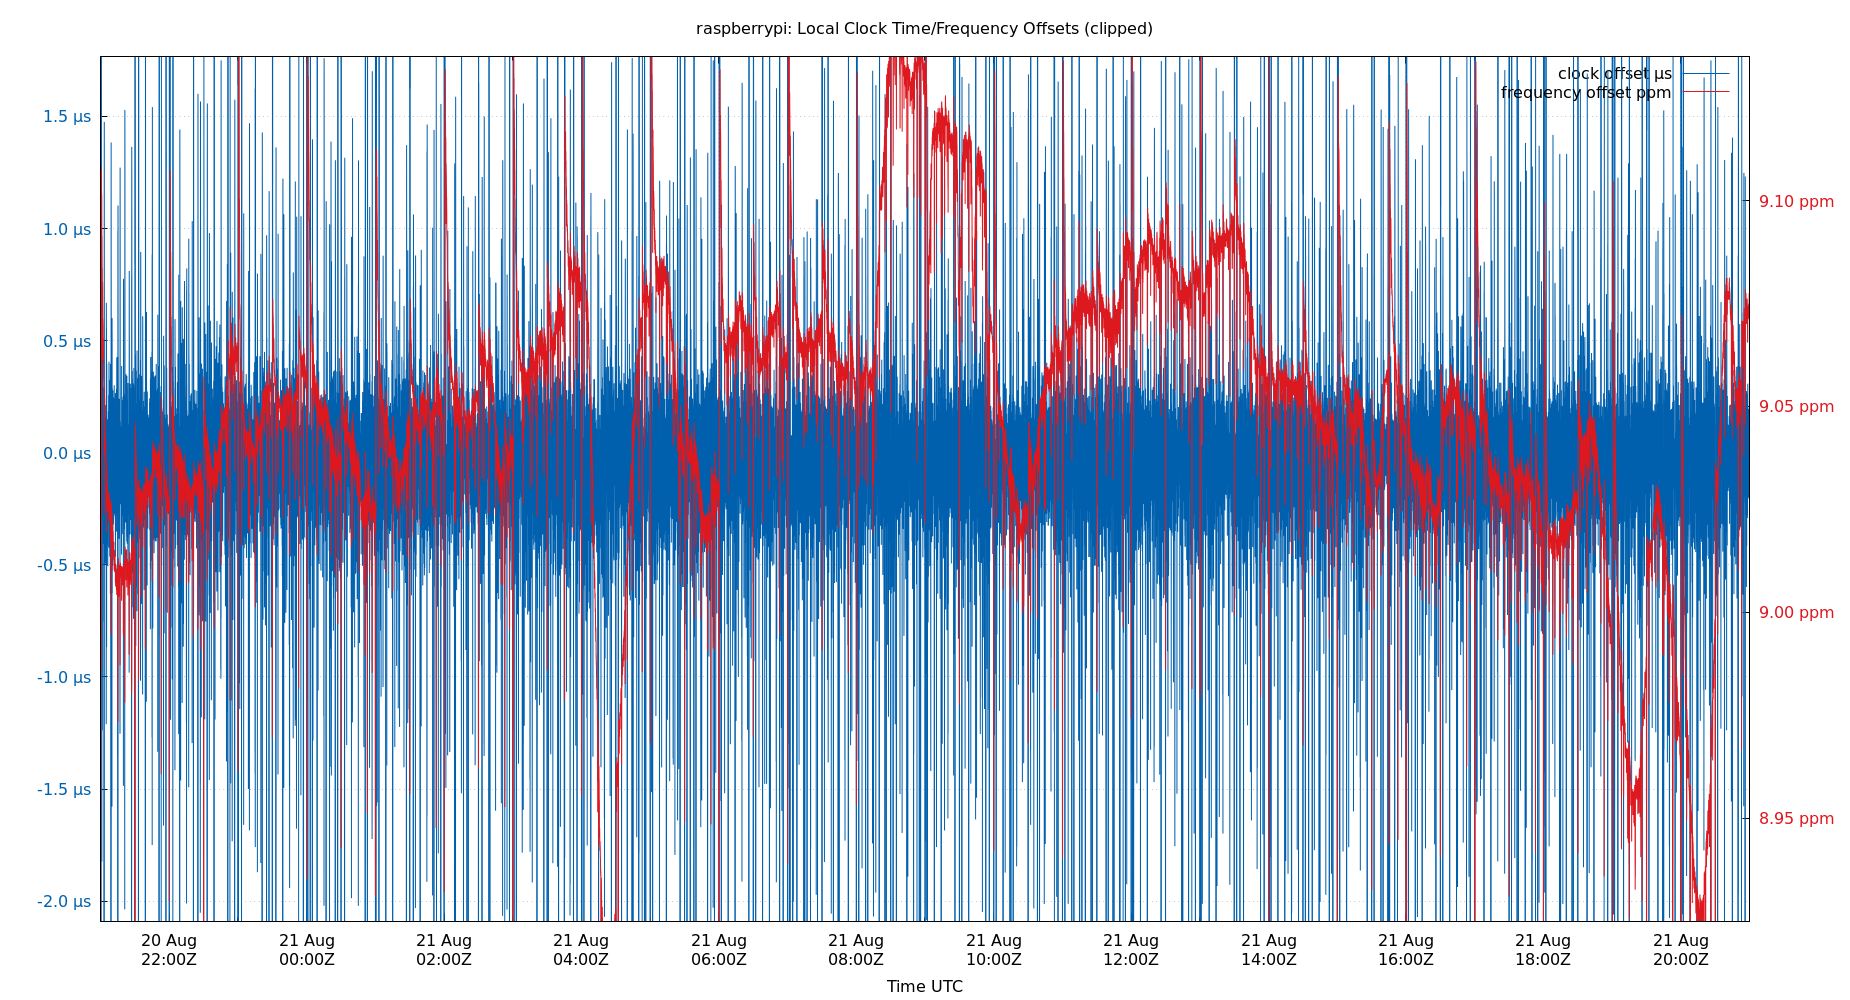 raspberrypi: Local Clock Time/Frequency Offsets (clipped)
clock offset µs
frequency offset ppm
1.5 µs
1.0 µs
0.5 µs
0.0 µs
-0.5 µs
-1.0 µs
-1.5 µs
-2.0 µs
9.10 ppm
9.05 ppm
9.00 ppm
8.95 ppm
20 Aug 21 Aug 21 Aug 21 Aug 21 Aug 21 Aug 21 Aug 21 Aug 21 Aug 21 Aug 21 Aug 21 Aug
22:00Z 00:00Z 02:00Z 04:00Z 06:00Z 08:00Z 10:00Z 12:00Z 14:00Z 16:00Z 18:00Z 20:00Z
Time UTC